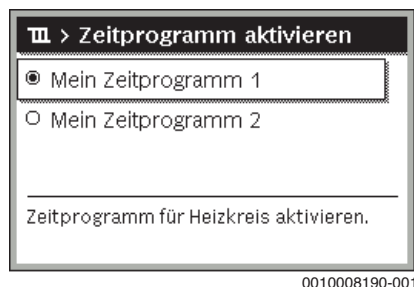 > Zeitprogramm aktivieren
Mein Zeitprogramm 1
Mein Zeitprogramm 2
Zeitprogramm für Heizkreis aktivieren.
0010008190-001